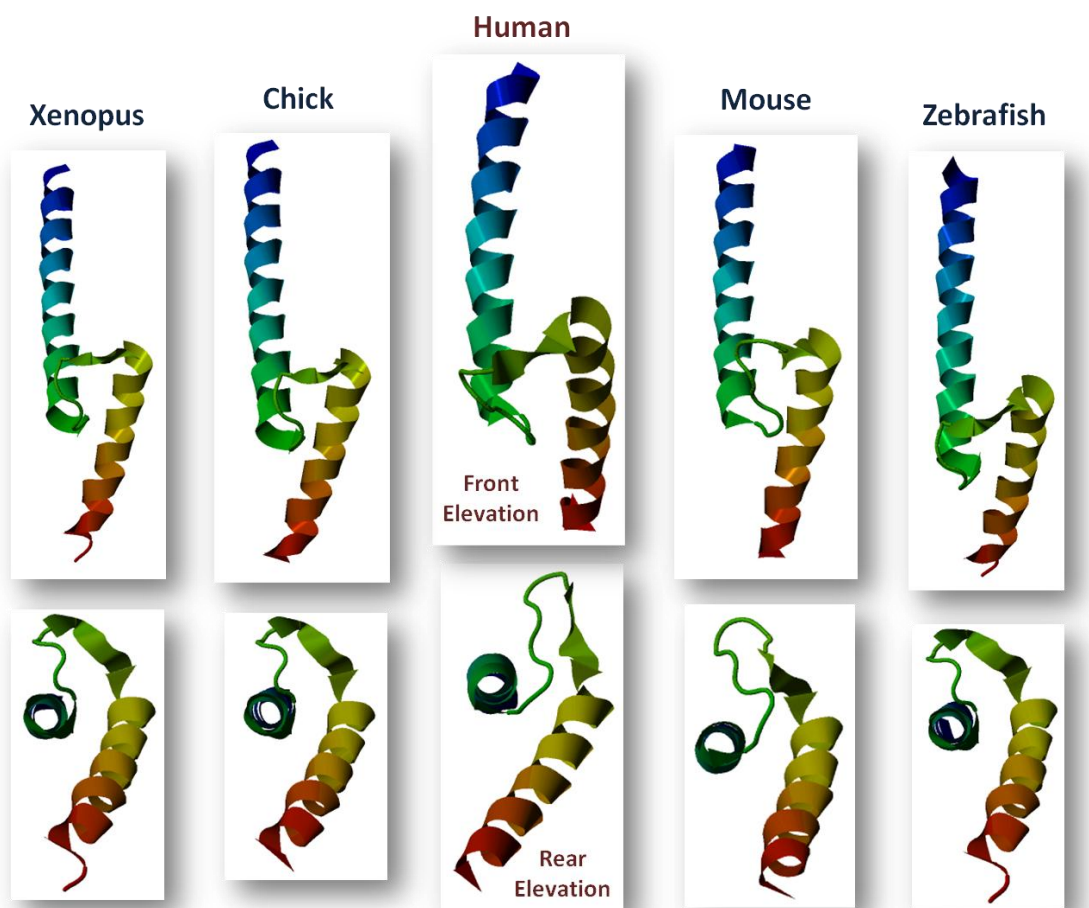 Human
Xenopus
Chick
Mouse
Zebrafish
Front
Elevation
Rear
Elevation